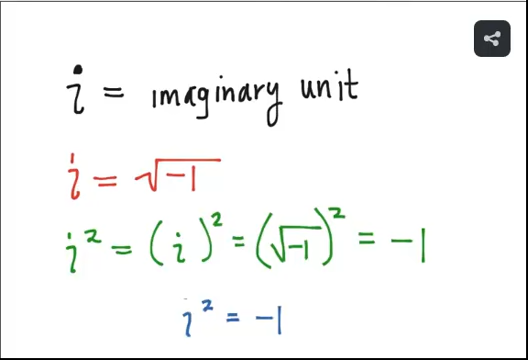 i = imaginary unit
i = √-1
i² = (i)² = (√-1)² = -1
i² = -1